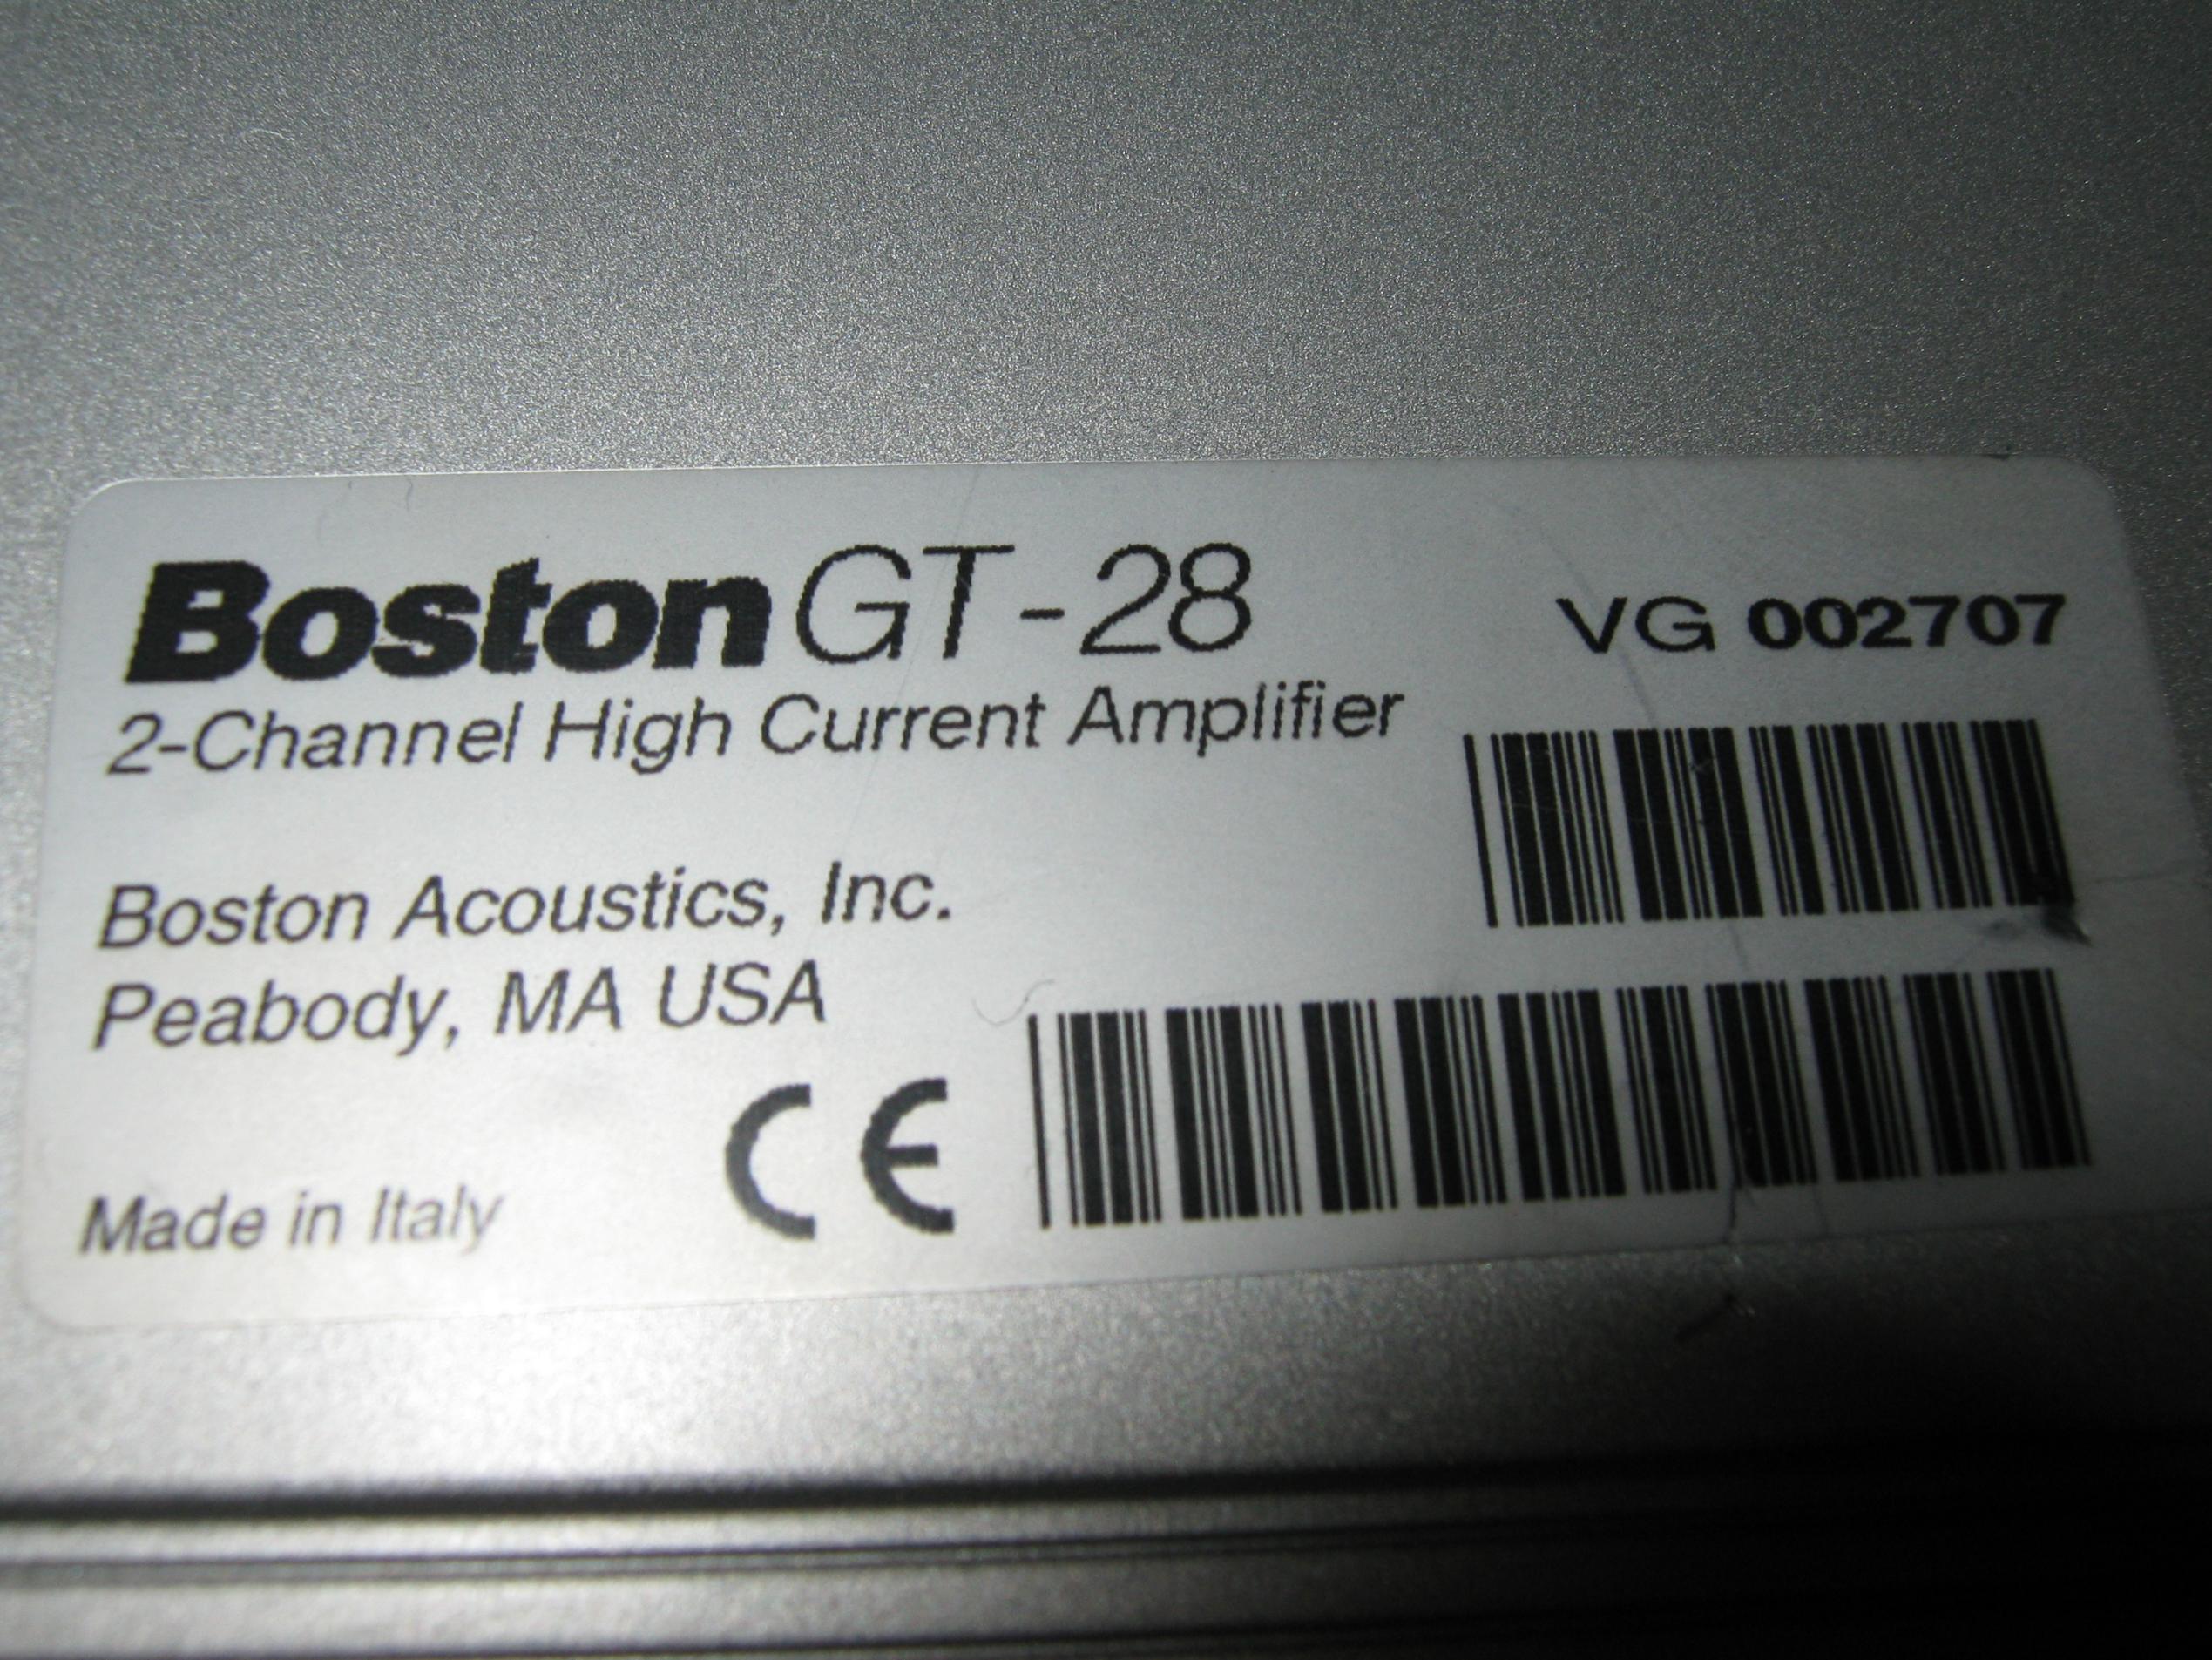 Boston GT-28
VG 002707
2-Channel High Current Amplifier
Boston Acoustics, Inc.
Peabody, MA USA
CE
Made in Italy